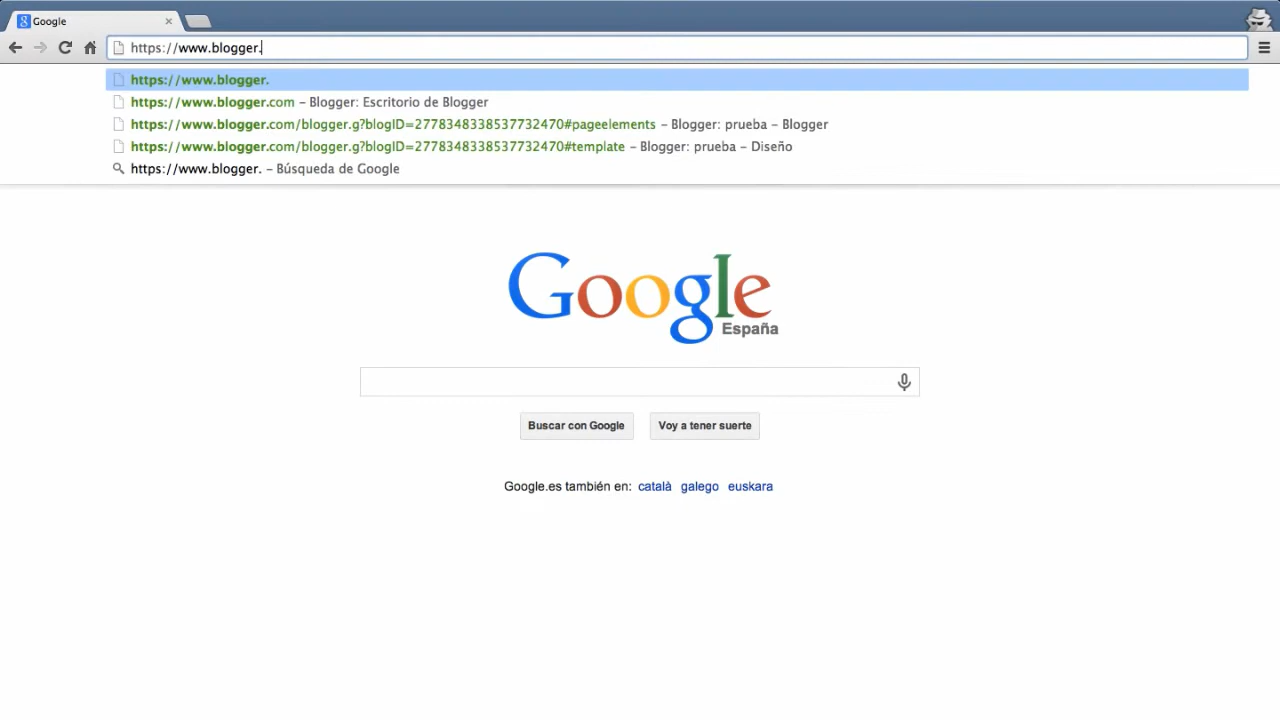 Google
https://www.blogger.
https://www.blogger.
https://www.blogger.com – Blogger: Escritorio de Blogger
https://www.blogger.com/blogger.g?blogID=2778348338537732470#pageelements – Blogger: prueba – Blogger
https://www.blogger.com/blogger.g?blogID=2778348338537732470#template – Blogger: prueba – Diseño
https://www.blogger. – Búsqueda de Google
Google
España
Buscar con Google Voy a tener suerte
Google.es también en: català galego euskara